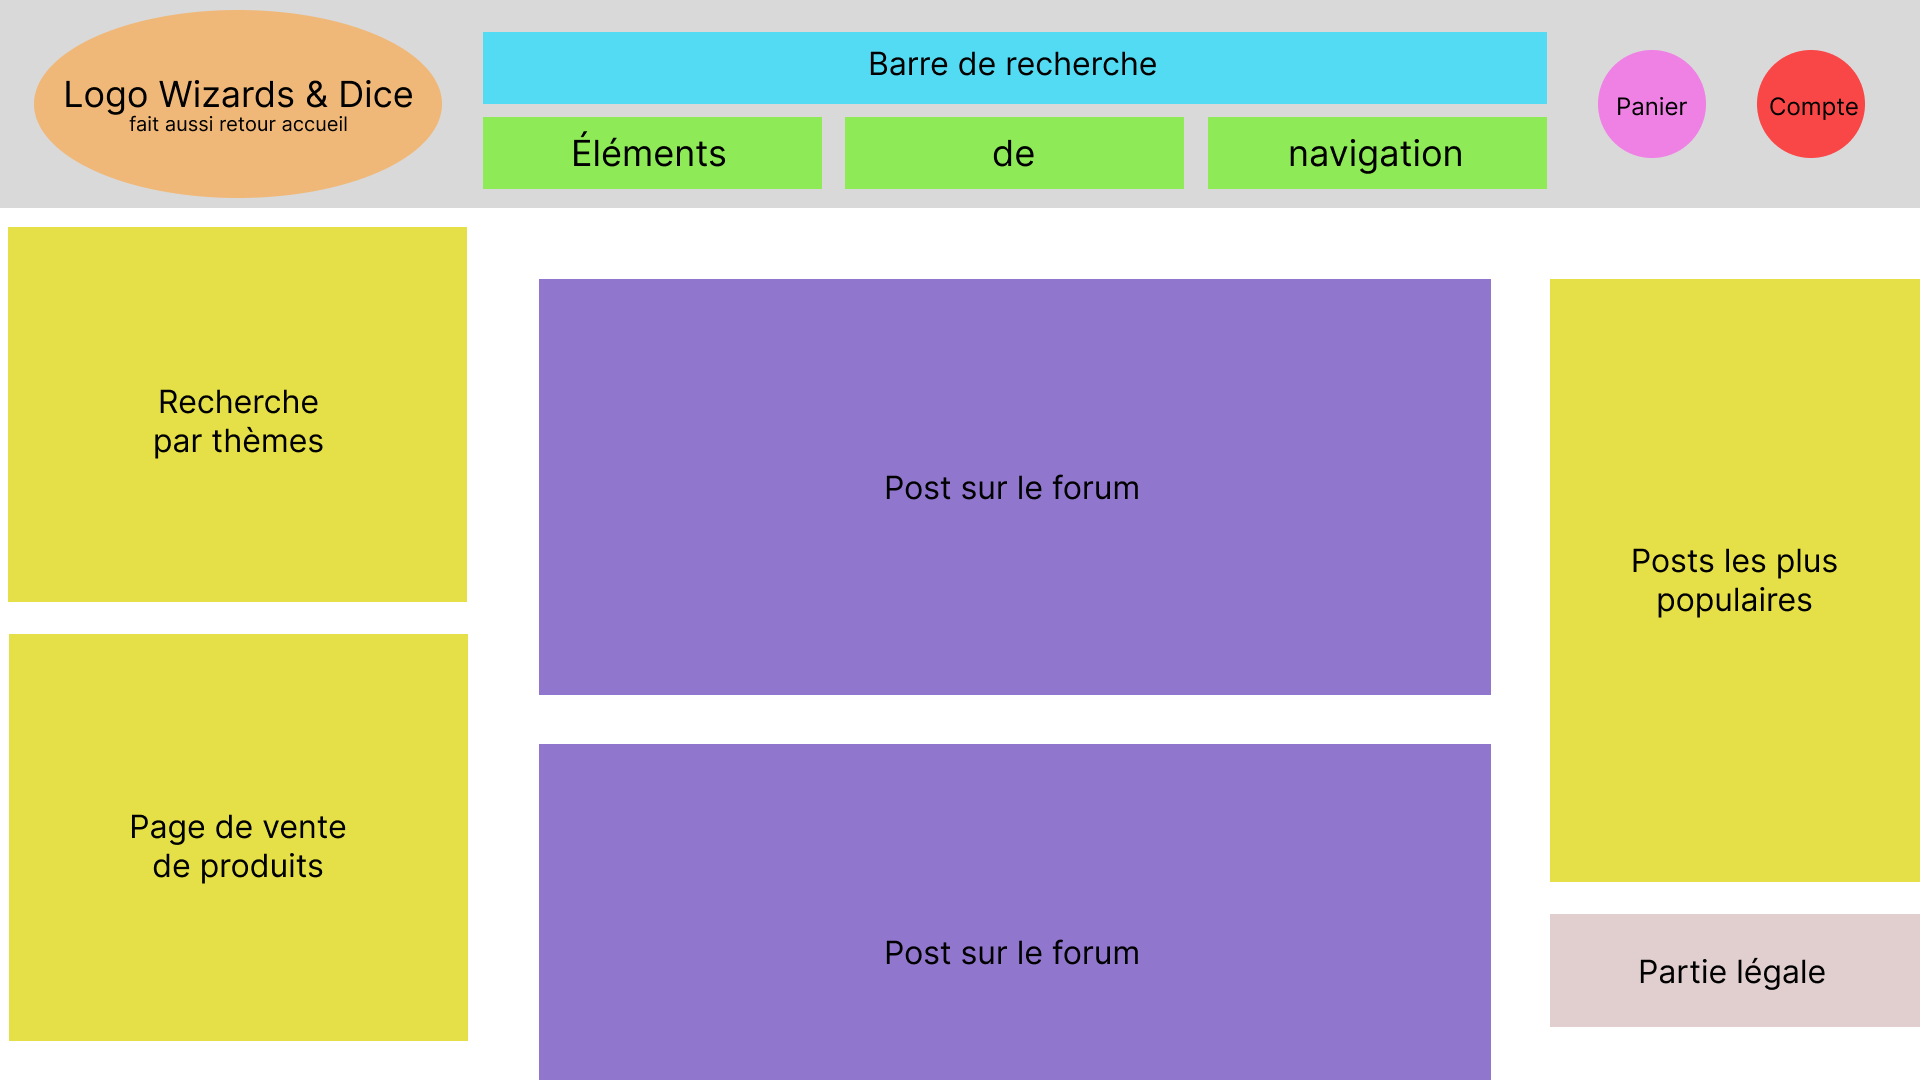 Logo Wizards & Dice
fait aussi retour accueil
Barre de recherche
Éléments
de
navigation
Panier
Compte
Recherche
par thèmes
Page de vente
de produits
Post sur le forum
Post sur le forum
Posts les plus
populaires
Partie légale